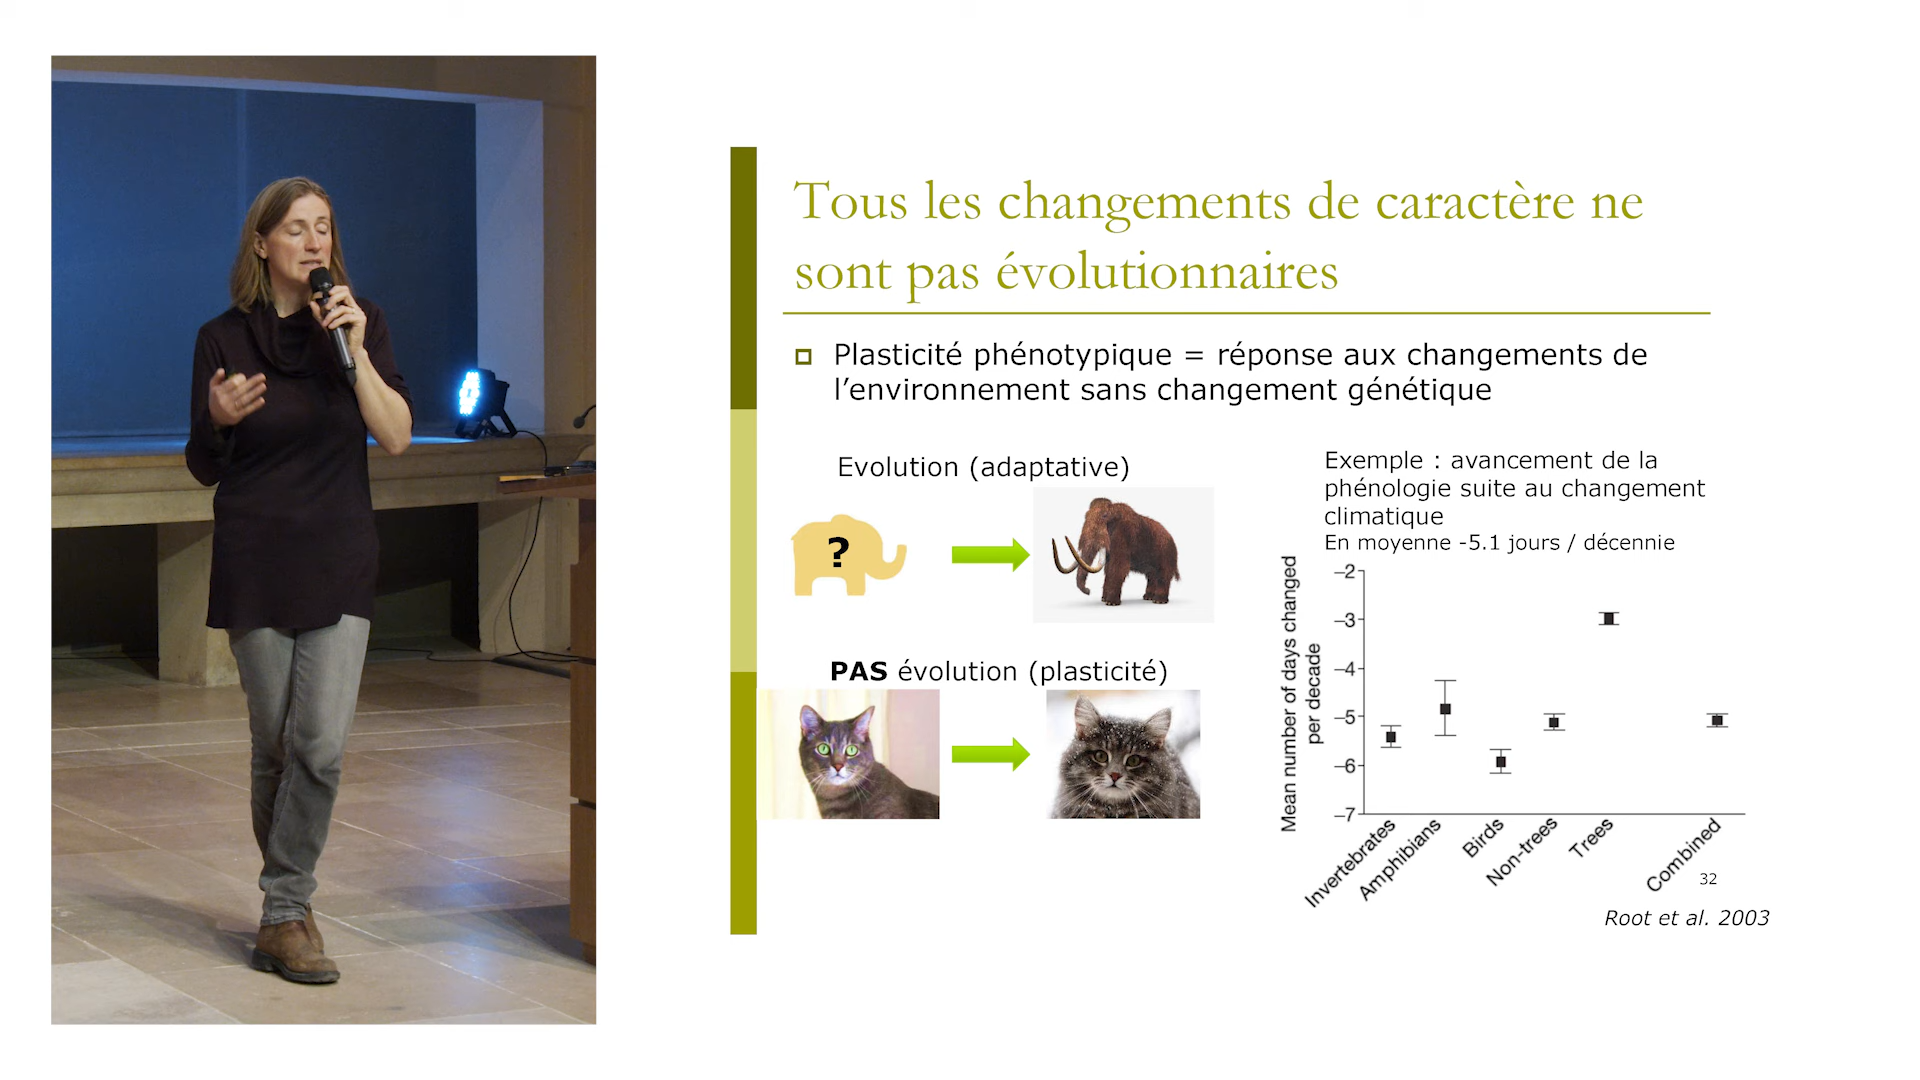 Tous les changements de caractère ne
sont pas évolutionnaires
Plasticité phénotypique = réponse aux changements de
l'environnement sans changement génétique
Evolution (adaptative)
?
PAS évolution (plasticité)
Exemple : avancement de la
phénologie suite au changement
climatique
En moyenne -5.1 jours / décennie
Mean number of days changed
per decade
–2
–3
–4
–5
–6
–7
Invertebrates
Amphibians
Birds
Non-trees
Trees
Combined
32
Root et al. 2003